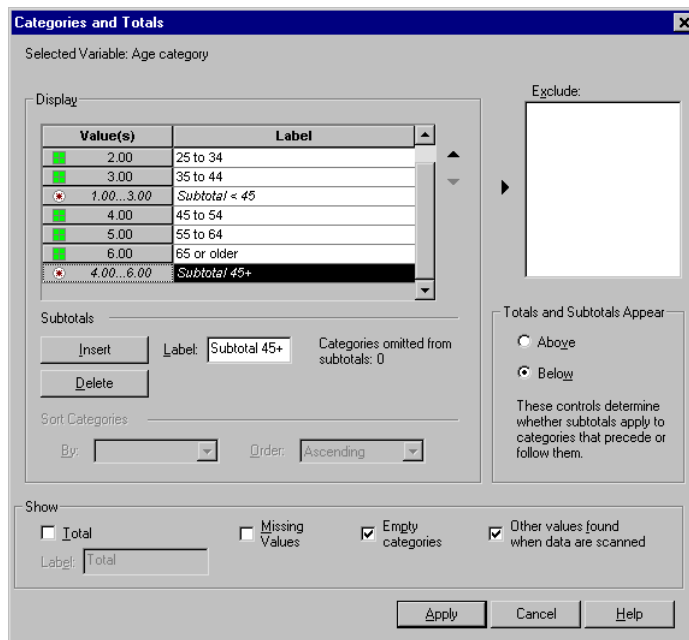 Categories and Totals
Selected Variable: Age category
Display
Value(s) Label
2.00 25 to 34
3.00 35 to 44
1.00...3.00 Subtotal < 45
4.00 45 to 54
5.00 55 to 64
6.00 65 or older
4.00...6.00 Subtotal 45+
Exclude:
Subtotals
Insert
Label: Subtotal 45+
Categories omitted from
subtotals: 0
Delete
Sort Categories
By:
Order: Ascending
Totals and Subtotals Appear
Above
Below
These controls determine
whether subtotals apply to
categories that precede or
follow them.
Show
Total
Label: Total
Missing
Values
Empty
categories
Other values found
when data are scanned
Apply
Cancel
Help